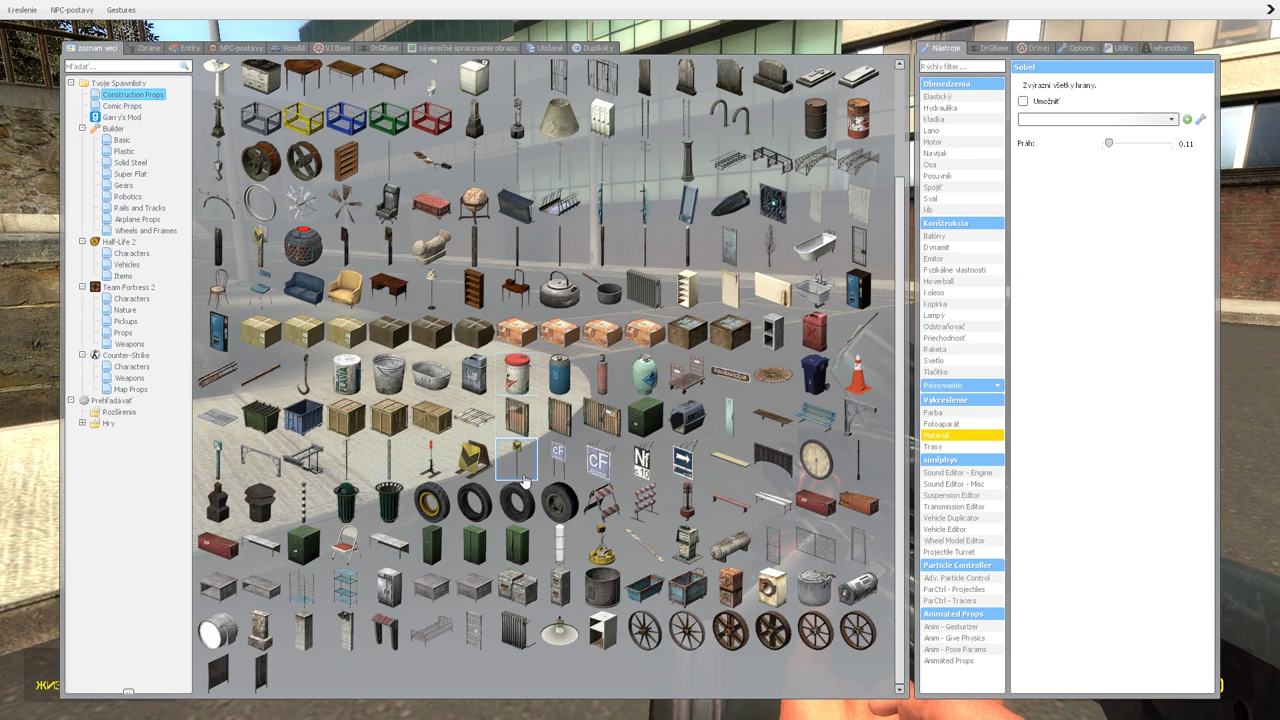 Kreslenie NPC-postavy Gestures
zoznam vecí Zbrane Entity NPC-postavy Vozidlá VJ Base DrGBase záverečné spracovanie obrazu Uložené Duplikáty
Nástroje DrGBase DrVrej Options Utility whynotboi
Hľadať...
Tvoje Spawnlisty
Construction Props
Comic Props
Garry's Mod
Builder
Basic
Plastic
Solid Steel
Super Flat
Gears
Robotics
Rails and Tracks
Airplane Props
Wheels and Frames
Half-Life 2
Characters
Vehicles
Items
Team Fortress 2
Characters
Nature
Pickups
Props
Weapons
Counter-Strike
Characters
Weapons
Map Props
Prehľadávať
Rozšírenia
Hry
RAVENHOLM
CF
CF
Rýchly filter...
Obmedzenia
Elastický
Hydraulika
Kladka
Lano
Motor
Navijak
Osa
Posuvník
Spojiť
Sval
Kĺb
Konštrukcia
Balóny
Dynamit
Emitor
Fyzikálne vlastnosti
Hoverball
Koleso
Kopírka
Lampy
Odstraňovač
Priechodnosť
Raketa
Svetlo
Tlačítko
Pózovanie
Vykreslenie
Farba
Fotoaparát
Materiál
Trasy
simfphys
Sound Editor - Engine
Sound Editor - Misc
Suspension Editor
Transmission Editor
Vehicle Duplicator
Vehicle Editor
Wheel Model Editor
Projectile Turret
Particle Controller
Adv. Particle Control
ParCtrl - Projectiles
ParCtrl - Tracers
Animated Props
Anim - Gesturizer
Anim - Give Physics
Anim - Pose Params
Animated Props
Sobel
Zvýrazní všetky hrany.
Umožniť
Prah: 0.11